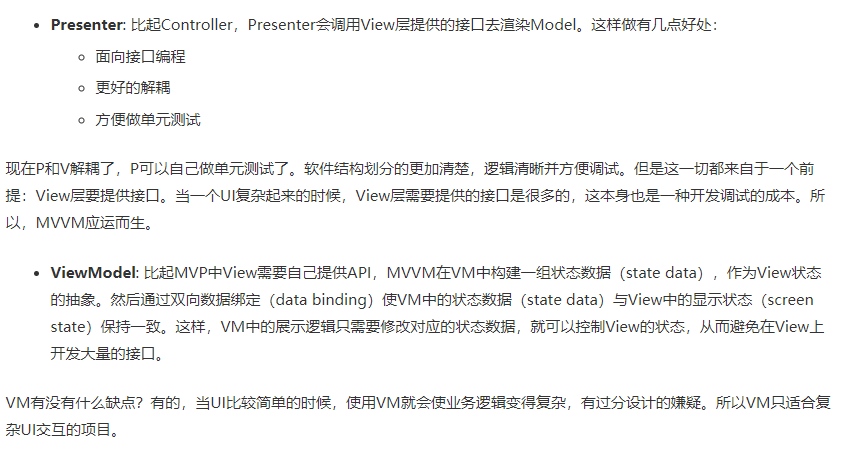 Presenter: 比起Controller，Presenter会调用View层提供的接口去渲染Model。这样做有几点好处：
面向接口编程
更好的解耦
方便做单元测试
现在P和V解耦了，P可以自己做单元测试了。软件结构划分的更加清楚，逻辑清晰并方便调试。但是这一切都来自于一个前
提：View层要提供接口。当一个UI复杂起来的时候，View层需要提供的接口是很多的，这本身也是一种开发调试的成本。所
以，MVVM应运而生。
ViewModel: 比起MVP中View需要自己提供API，MVVM在VM中构建一组状态数据（state data），作为View状态
的抽象。然后通过双向数据绑定（data binding）使VM中的状态数据（state data）与View中的显示状态（screen
state）保持一致。这样，VM中的展示逻辑只需要修改对应的状态数据，就可以控制View的状态，从而避免在View上
开发大量的接口。
VM有没有什么缺点？有的，当UI比较简单的时候，使用VM就会使业务逻辑变得复杂，有过分设计的嫌疑。所以VM只适合复
杂UI交互的项目。